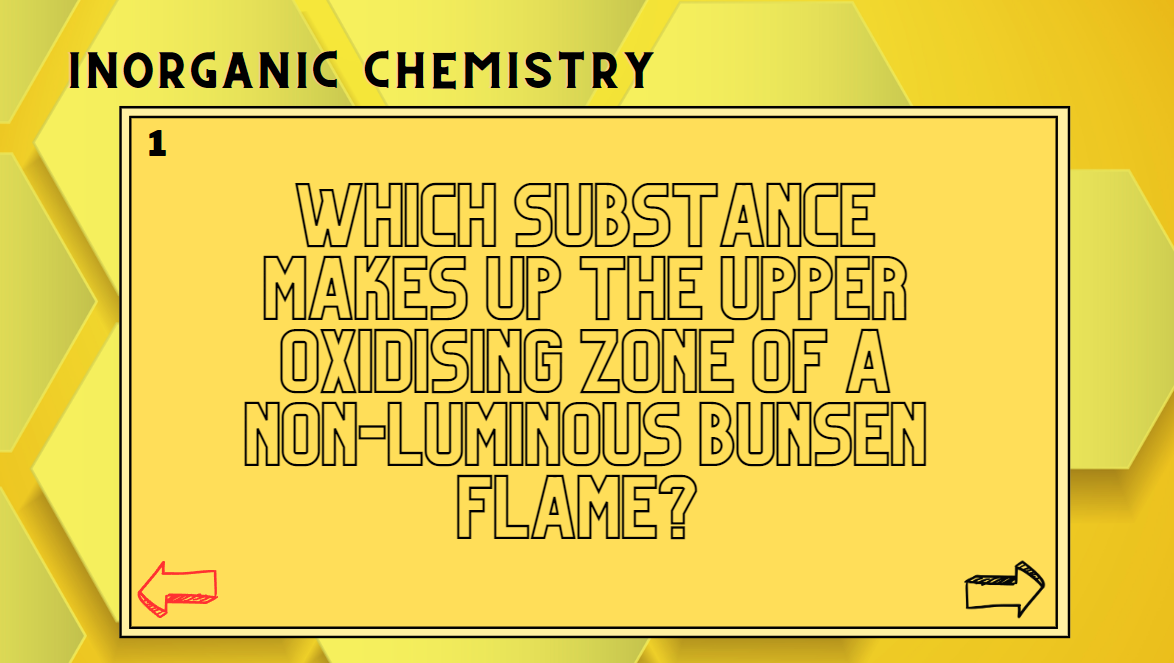 INORGANIC CHEMISTRY
1
WHICH SUBSTANCE
MAKES UP THE UPPER
OXIDISING ZONE OF A
NON-LUMINOUS BUNSEN
FLAME?